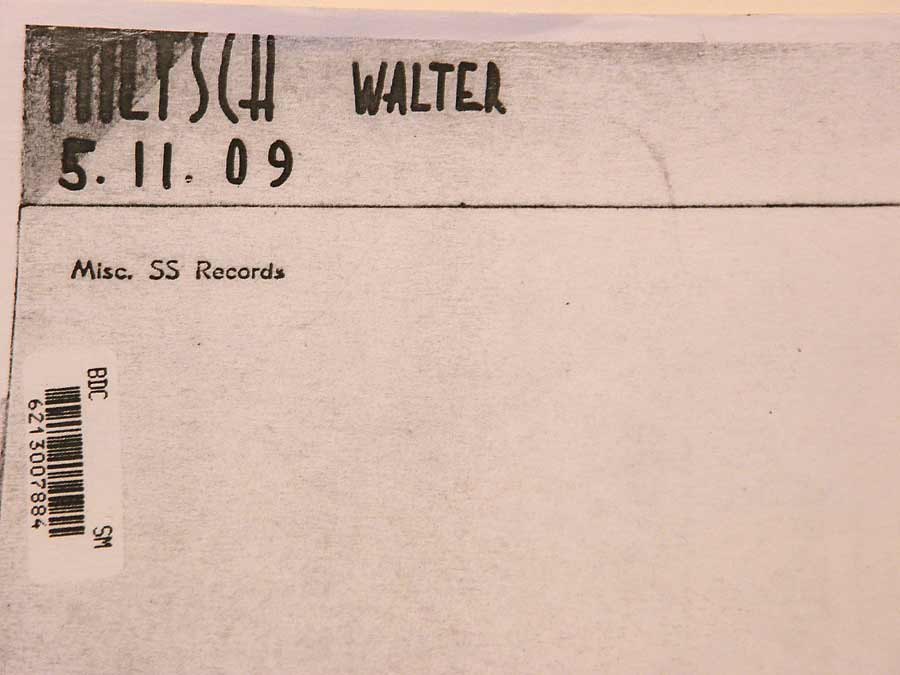 WALTER
5. 11. 09
Misc. SS Records
BDC SM
6213007884